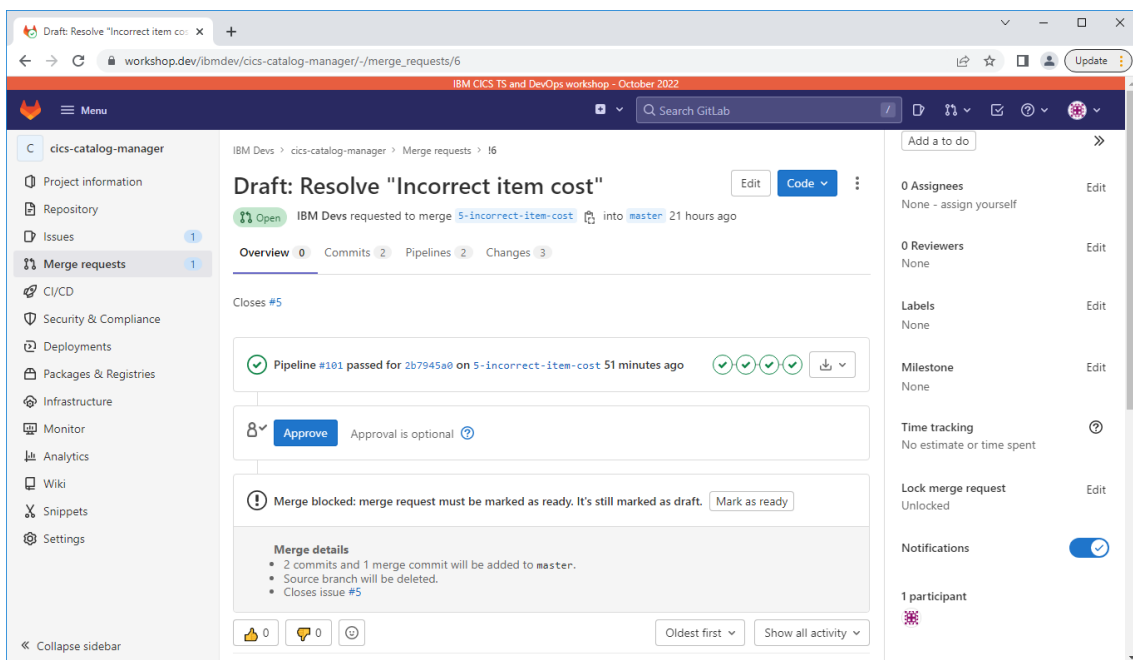 Draft: Resolve "Incorrect item cos
workshop.dev/ibmdev/cics-catalog-manager/-/merge_requests/6
Update
IBM CICS TS and DevOps workshop - October 2022
Menu
Search GitLab
/
C cics-catalog-manager
Project information
Repository
Issues 1
Merge requests 1
CI/CD
Security & Compliance
Deployments
Packages & Registries
Infrastructure
Monitor
Analytics
Wiki
Snippets
Settings
Collapse sidebar
IBM Devs > cics-catalog-manager > Merge requests > !6
Draft: Resolve "Incorrect item cost"
Edit
Code
Open IBM Devs requested to merge 5-incorrect-item-cost into master 21 hours ago
Overview 0 Commits 2 Pipelines 2 Changes 3
Closes #5
Pipeline #101 passed for 2b7945a0 on 5-incorrect-item-cost 51 minutes ago
Approve Approval is optional
Merge blocked: merge request must be marked as ready. It's still marked as draft. Mark as ready
Merge details
• 2 commits and 1 merge commit will be added to master.
• Source branch will be deleted.
• Closes issue #5
0 0
Oldest first Show all activity
Add a to do
0 Assignees Edit
None - assign yourself
0 Reviewers Edit
None
Labels Edit
None
Milestone Edit
None
Time tracking
No estimate or time spent
Lock merge request Edit
Unlocked
Notifications
1 participant